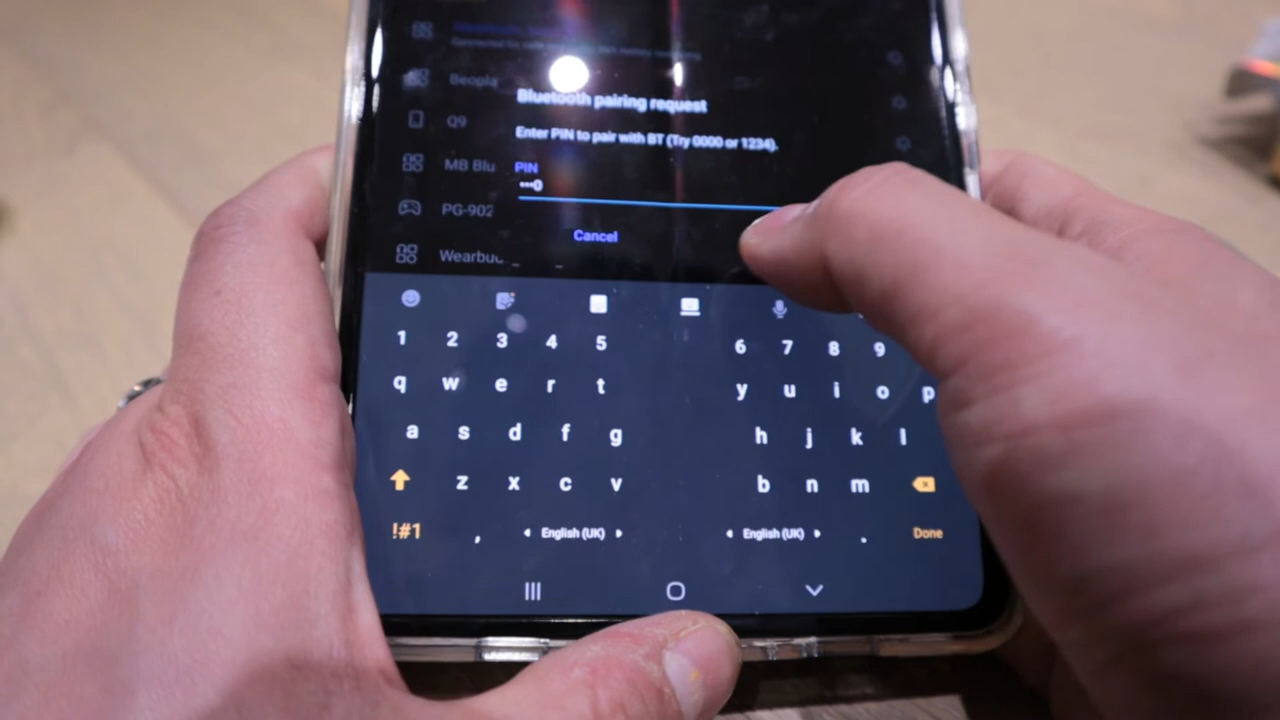 Beopla
Bluetooth pairing request
Q9
Enter PIN to pair with BT (Try 0000 or 1234).
MB Blu
PIN
•••0
PG-902
Cancel
Wearbu
1 2 3 4 5 6 7 8 9
q w e r t y u i o p
a s d f g h j k l
z x c v b n m
!#1 , English (UK) English (UK) . Done